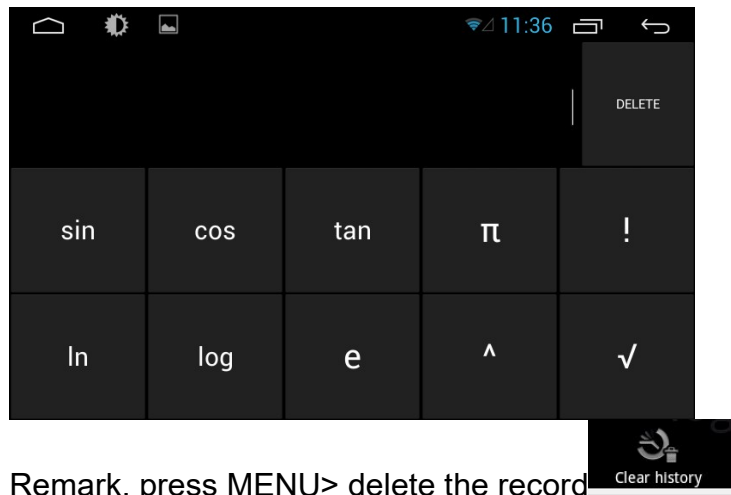 11:36
DELETE
sin cos tan π !
ln log e ^ √
Remark, press MENU> delete the record Clear history